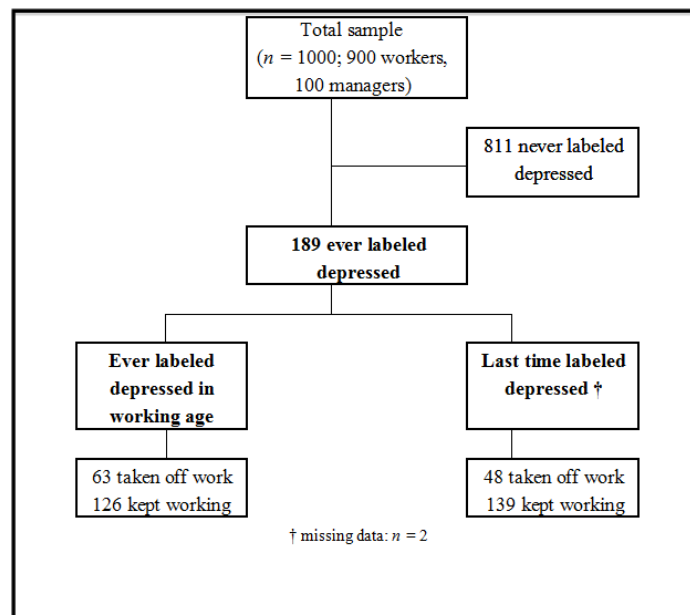 Total sample
(n = 1000; 900 workers,
100 managers)
811 never labeled
depressed
189 ever labeled
depressed
Ever labeled
depressed in
working age
Last time labeled
depressed †
63 taken off work
126 kept working
48 taken off work
139 kept working
† missing data: n = 2